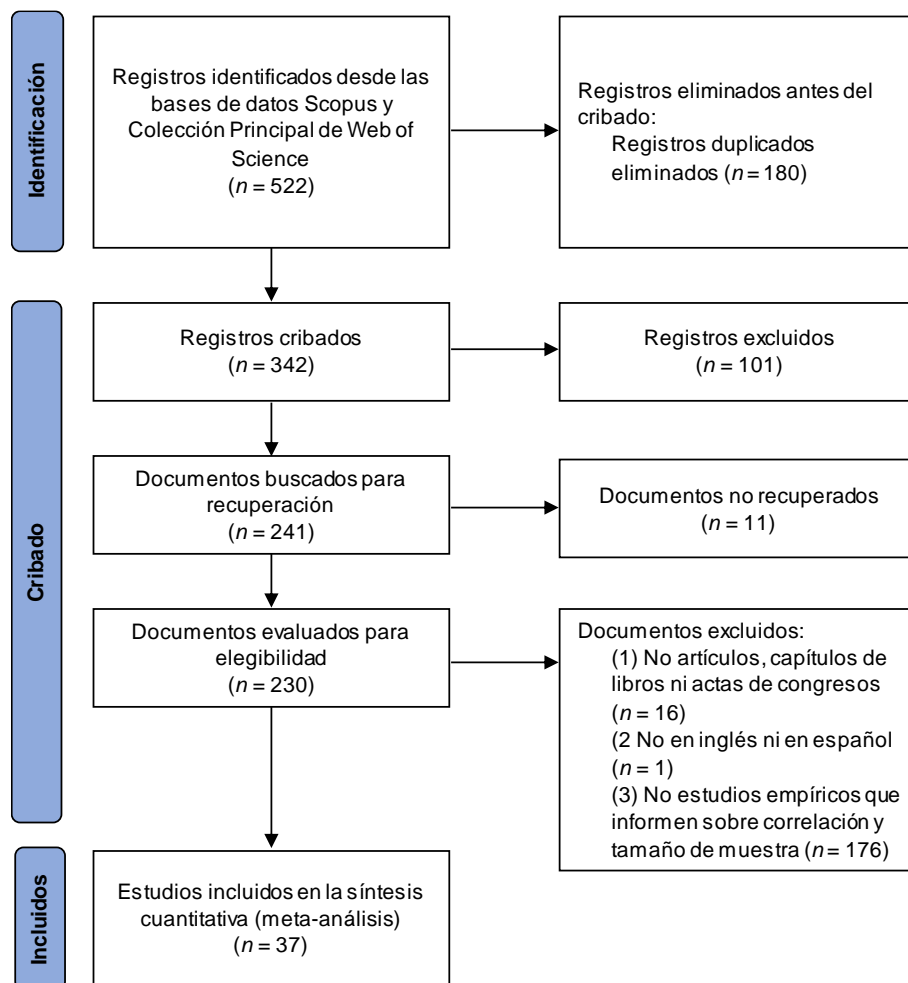 Identificación
Registros identificados desde las
bases de datos Scopus y
Colección Principal de Web of
Science
(n = 522)
Registros eliminados antes del
cribado:
Registros duplicados
eliminados (n = 180)
Cribado
Registros cribados
(n = 342)
Registros excluidos
(n = 101)
Documentos buscados para
recuperación
(n = 241)
Documentos no recuperados
(n = 11)
Documentos evaluados para
elegibilidad
(n = 230)
Documentos excluidos:
(1) No artículos, capítulos de
libros ni actas de congresos
(n = 16)
(2 No en inglés ni en español
(n = 1)
(3) No estudios empíricos que
informen sobre correlación y
tamaño de muestra (n = 176)
Incluidos
Estudios incluidos en la síntesis
cuantitativa (meta-análisis)
(n = 37)